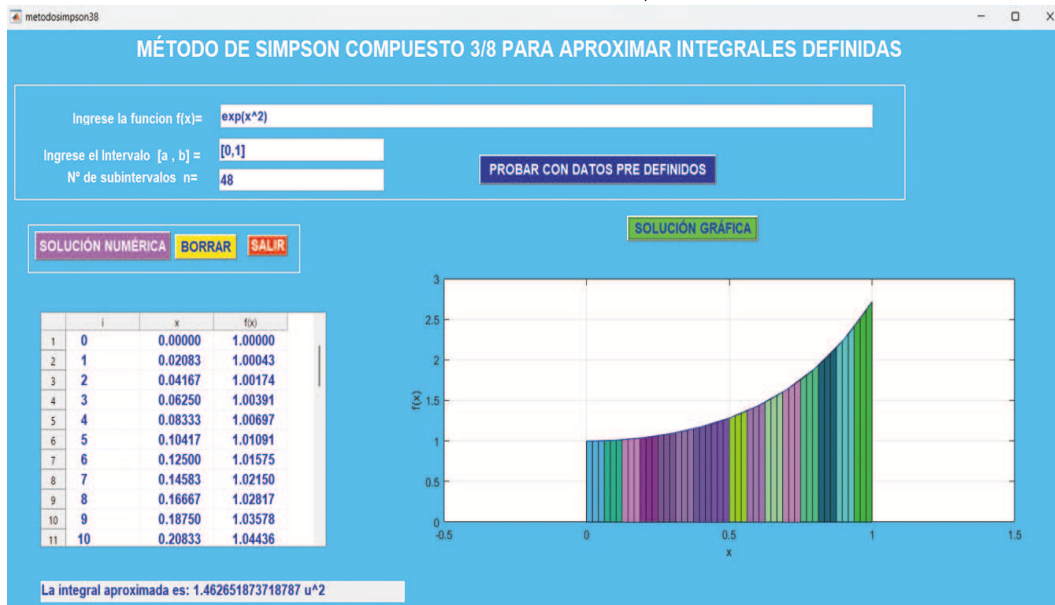 metodosimpson38
MÉTODO DE SIMPSON COMPUESTO 3/8 PARA APROXIMAR INTEGRALES DEFINIDAS
Ingrese la funcion f(x)= exp(x^2)
Ingrese el Intervalo [a , b] = [0,1]
Nº de subintervalos n= 48
PROBAR CON DATOS PRE DEFINIDOS
SOLUCIÓN NUMÉRICA BORRAR SALIR
SOLUCIÓN GRÁFICA
i x f(x)
1 0 0.00000 1.00000
2 1 0.02083 1.00043
3 2 0.04167 1.00174
4 3 0.06250 1.00391
5 4 0.08333 1.00697
6 5 0.10417 1.01091
7 6 0.12500 1.01575
8 7 0.14583 1.02150
9 8 0.16667 1.02817
10 9 0.18750 1.03578
11 10 0.20833 1.04436
3
2.5
2
1.5
1
0.5
0
f(x)
-0.5 0 0.5 1 1.5
x
La integral aproximada es: 1.462651873718787 u^2